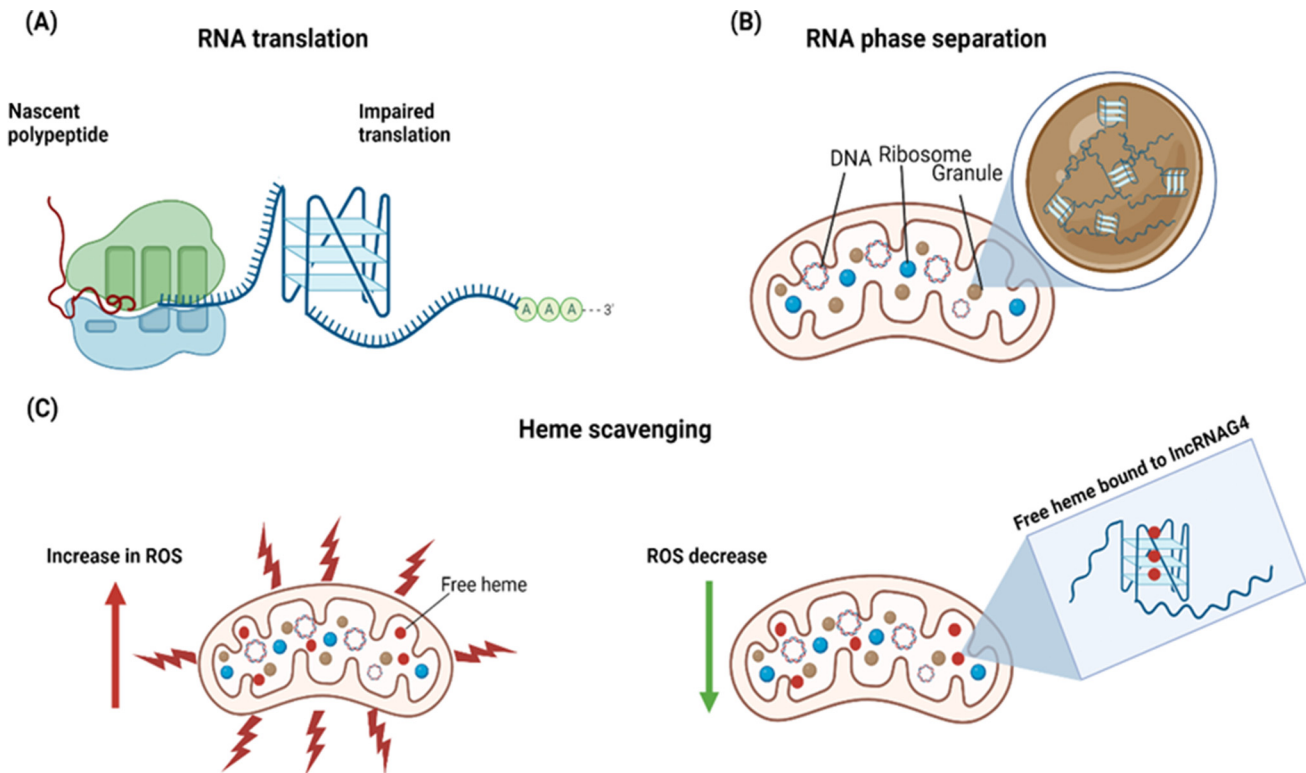 (A)
RNA translation
Nascent
polypeptide
Impaired
translation
A A A ---3'
(B)
RNA phase separation
DNA
Ribosome
Granule
(C)
Heme scavenging
Increase in ROS
Free heme
ROS decrease
Free heme bound to lncRNAG4